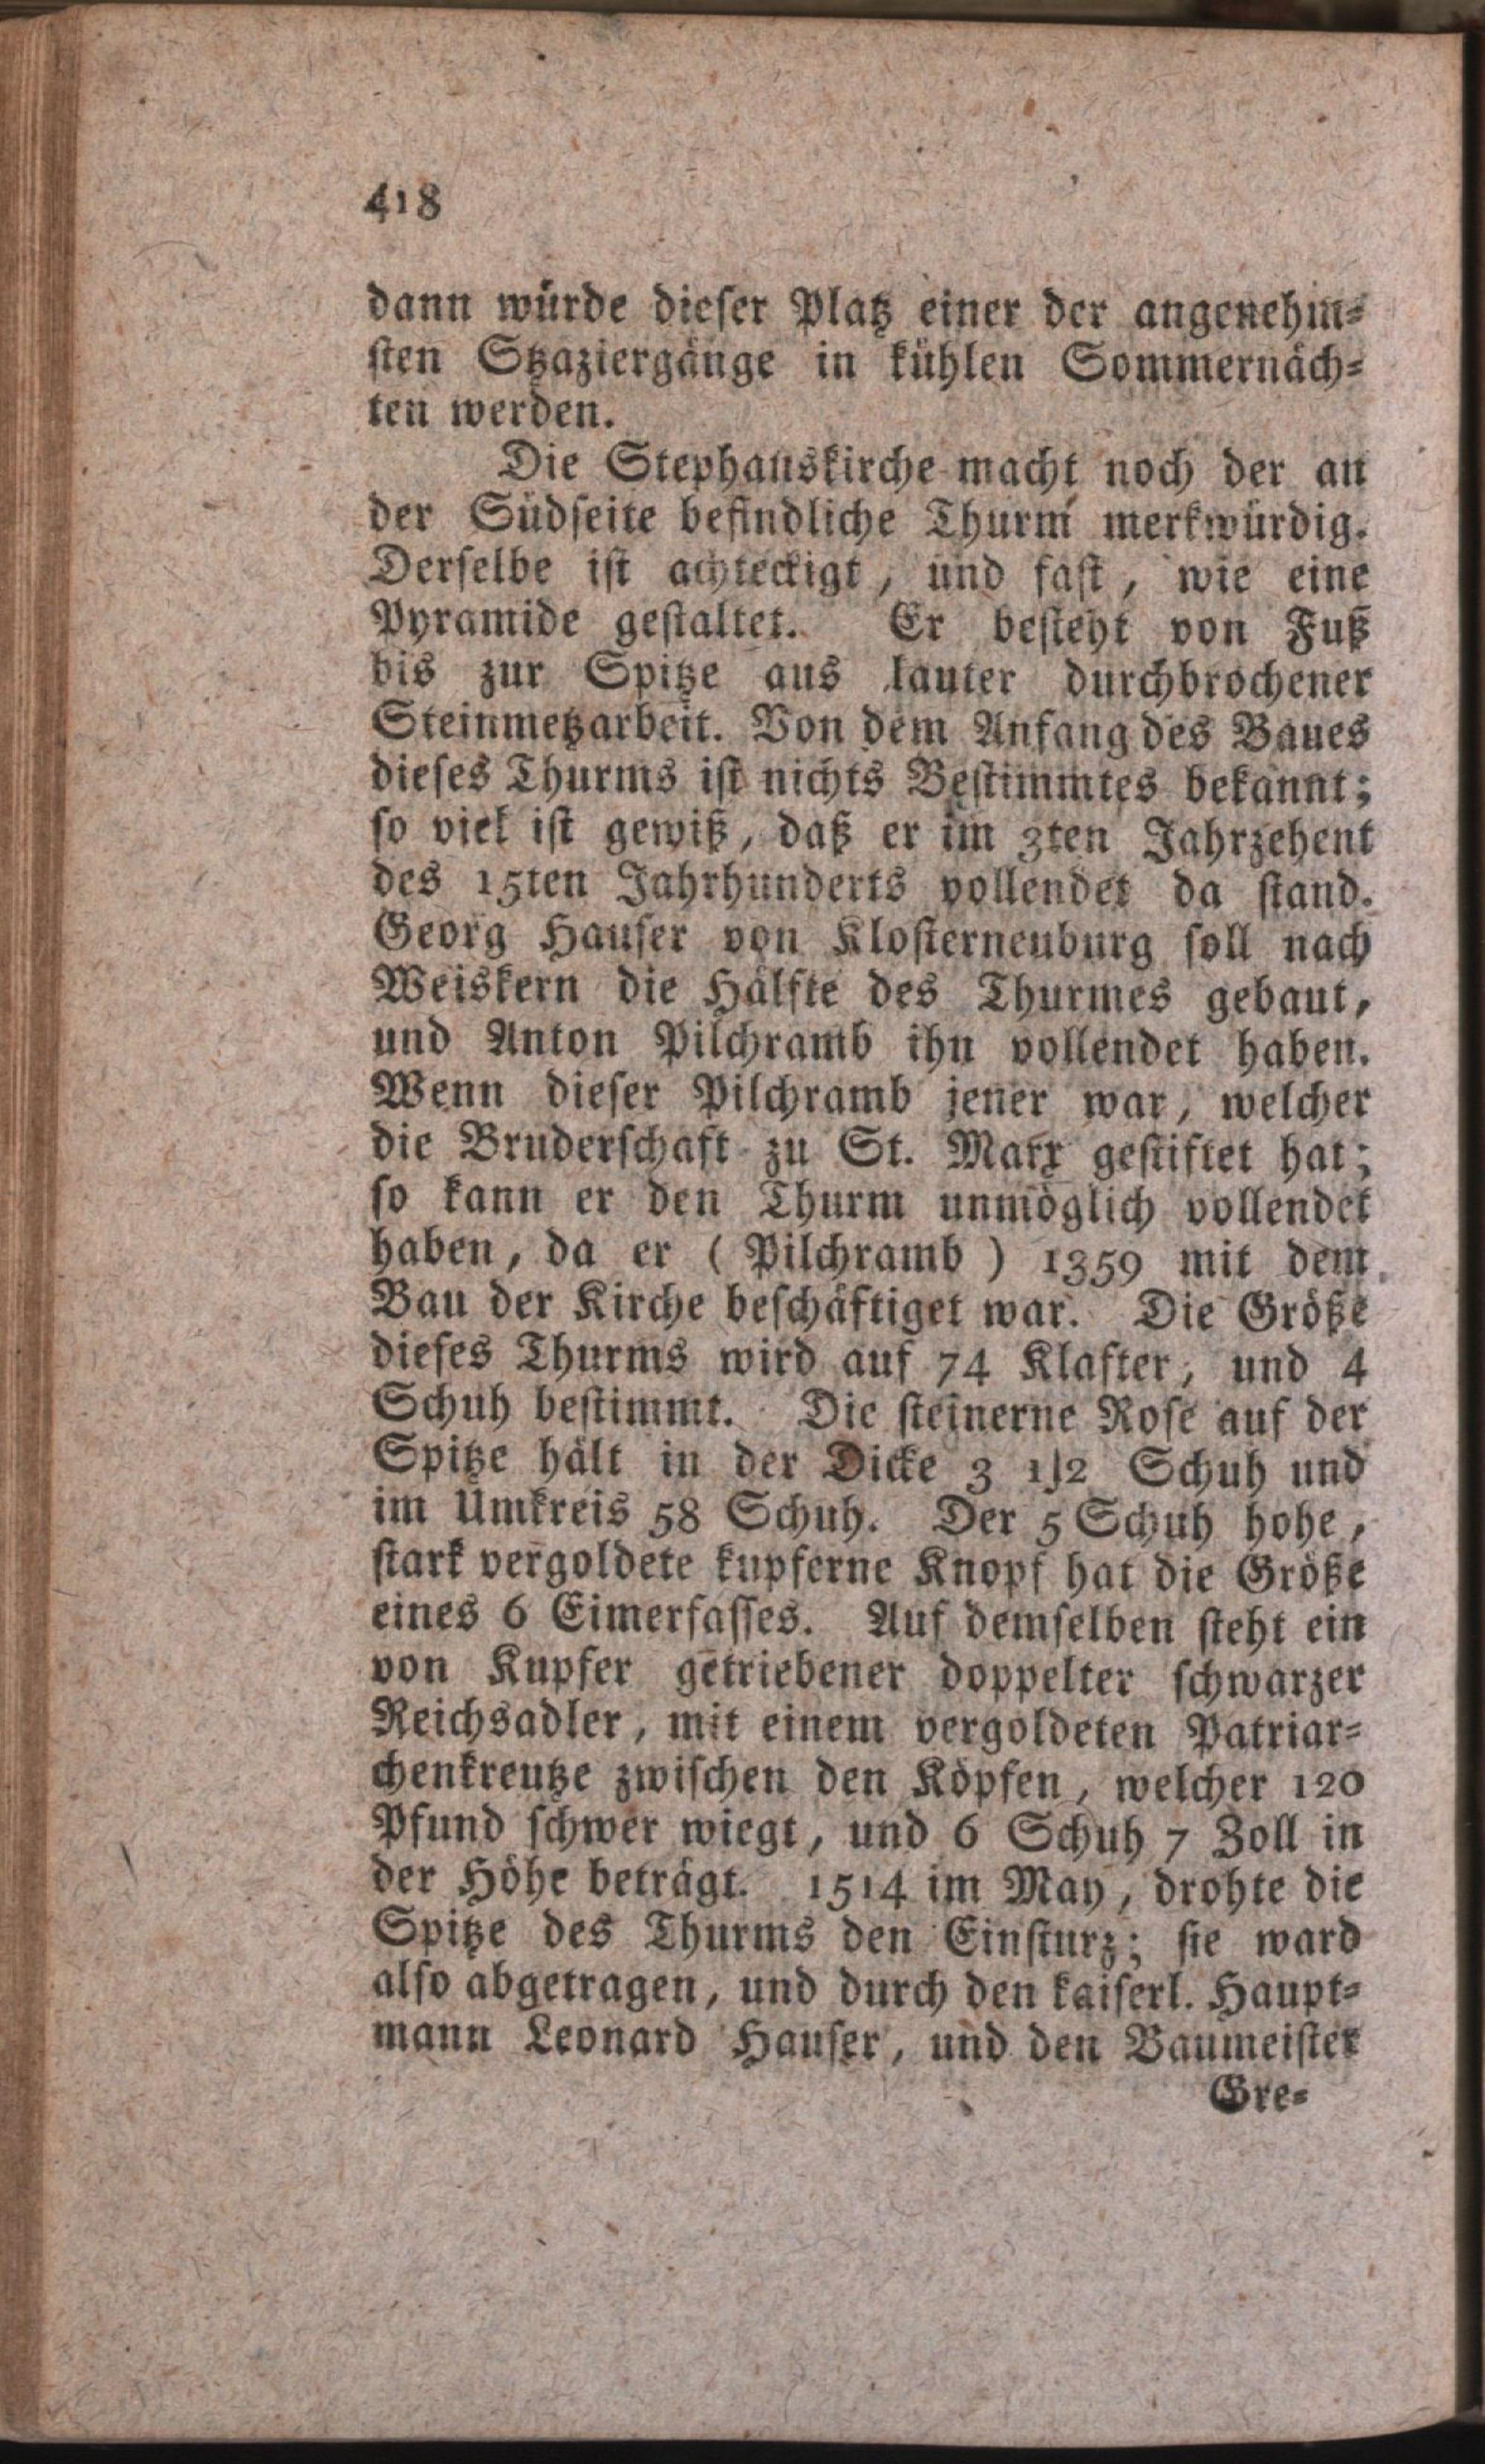 418
dann würde dieser Platz einer der angenehm-
sten Stzaziergänge in kühlen Sommernäch-
ten werden.
Die Stephanskirche macht noch der an
der Südseite befindliche Thurm merkwürdig.
Derselbe ist achteckigt, und fast, wie eine
Pyramide gestaltet. Er besteht von Fuß
bis zur Spitze aus lauter durchbrochener
Steinmetzarbeit. Von dem Anfang des Baues
dieses Thurms ist nichts Bestimmtes bekannt;
so viel ist gewiß, daß er im 3ten Jahrzehent
des 15ten Jahrhunderts vollendet da stand.
Georg Hauser von Klosterneuburg soll nach
Weiskern die Hälfte des Thurmes gebaut,
und Anton Pilchramb ihn vollendet haben.
Wenn dieser Pilchramb jener war, welcher
die Bruderschaft zu St. Marx gestiftet hat;
so kann er den Thurm unmöglich vollendet
haben, da er ( Pilchramb ) 1359 mit dem
Bau der Kirche beschäftiget war. Die Größe
dieses Thurms wird auf 74 Klafter, und 4
Schuh bestimmt. Die steinerne Rose auf der
Spitze hält in der Dicke 3 1/2 Schuh und
im Umkreis 58 Schuh. Der 5 Schuh hohe,
stark vergoldete kupferne Knopf hat die Größe
eines 6 Eimerfasses. Auf demselben steht ein
von Kupfer getriebener doppelter schwarzer
Reichsadler, mit einem vergoldeten Patriar-
chenkreutze zwischen den Köpfen, welcher 120
Pfund schwer wiegt, und 6 Schuh 7 Zoll in
der Höhe beträgt. 1514 im May, drohte die
Spitze des Thurms den Einsturz; sie ward
also abgetragen, und durch den kaiserl. Haupt-
mann Leonard Hauser, und den Baumeister
Gre-